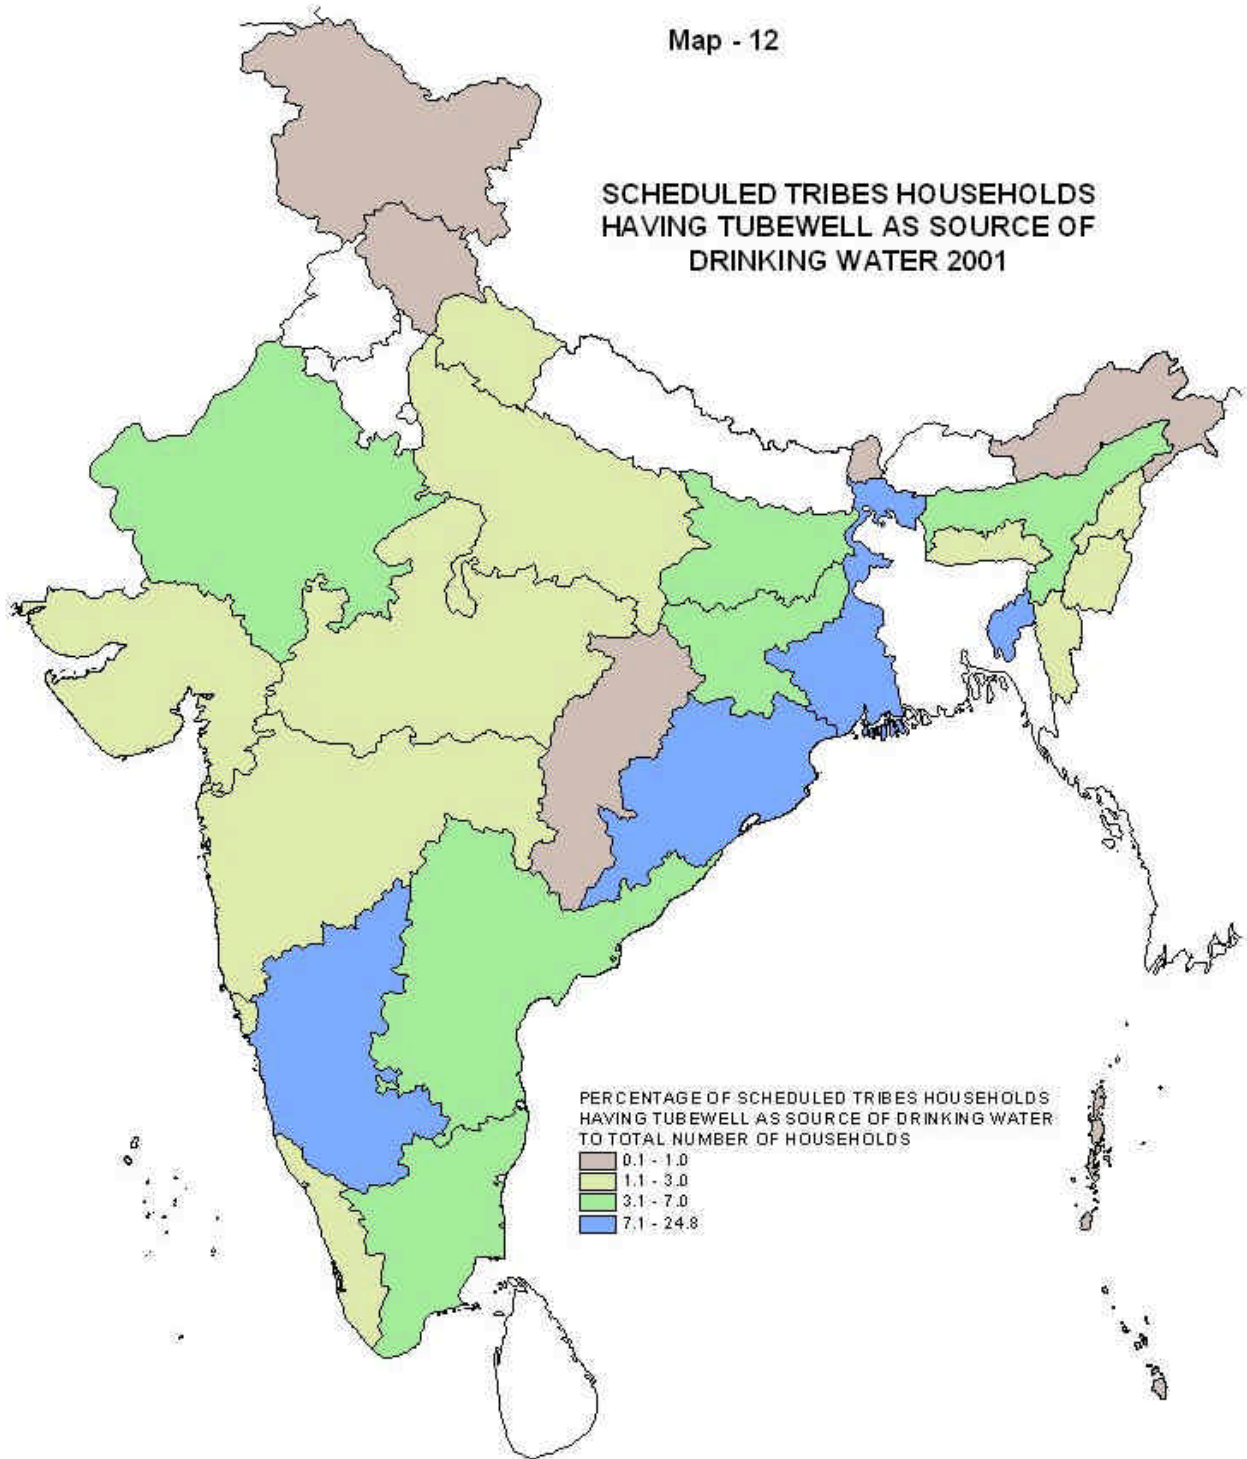 Map - 12
SCHEDULED TRIBES HOUSEHOLDS
HAVING TUBEWELL AS SOURCE OF
DRINKING WATER 2001
PERCENTAGE OF SCHEDULED TRIBES HOUSEHOLDS
HAVING TUBEWELL AS SOURCE OF DRINKING WATER
TO TOTAL NUMBER OF HOUSEHOLDS
0.1 - 1.0
1.1 - 3.0
3.1 - 7.0
7.1 - 24.8